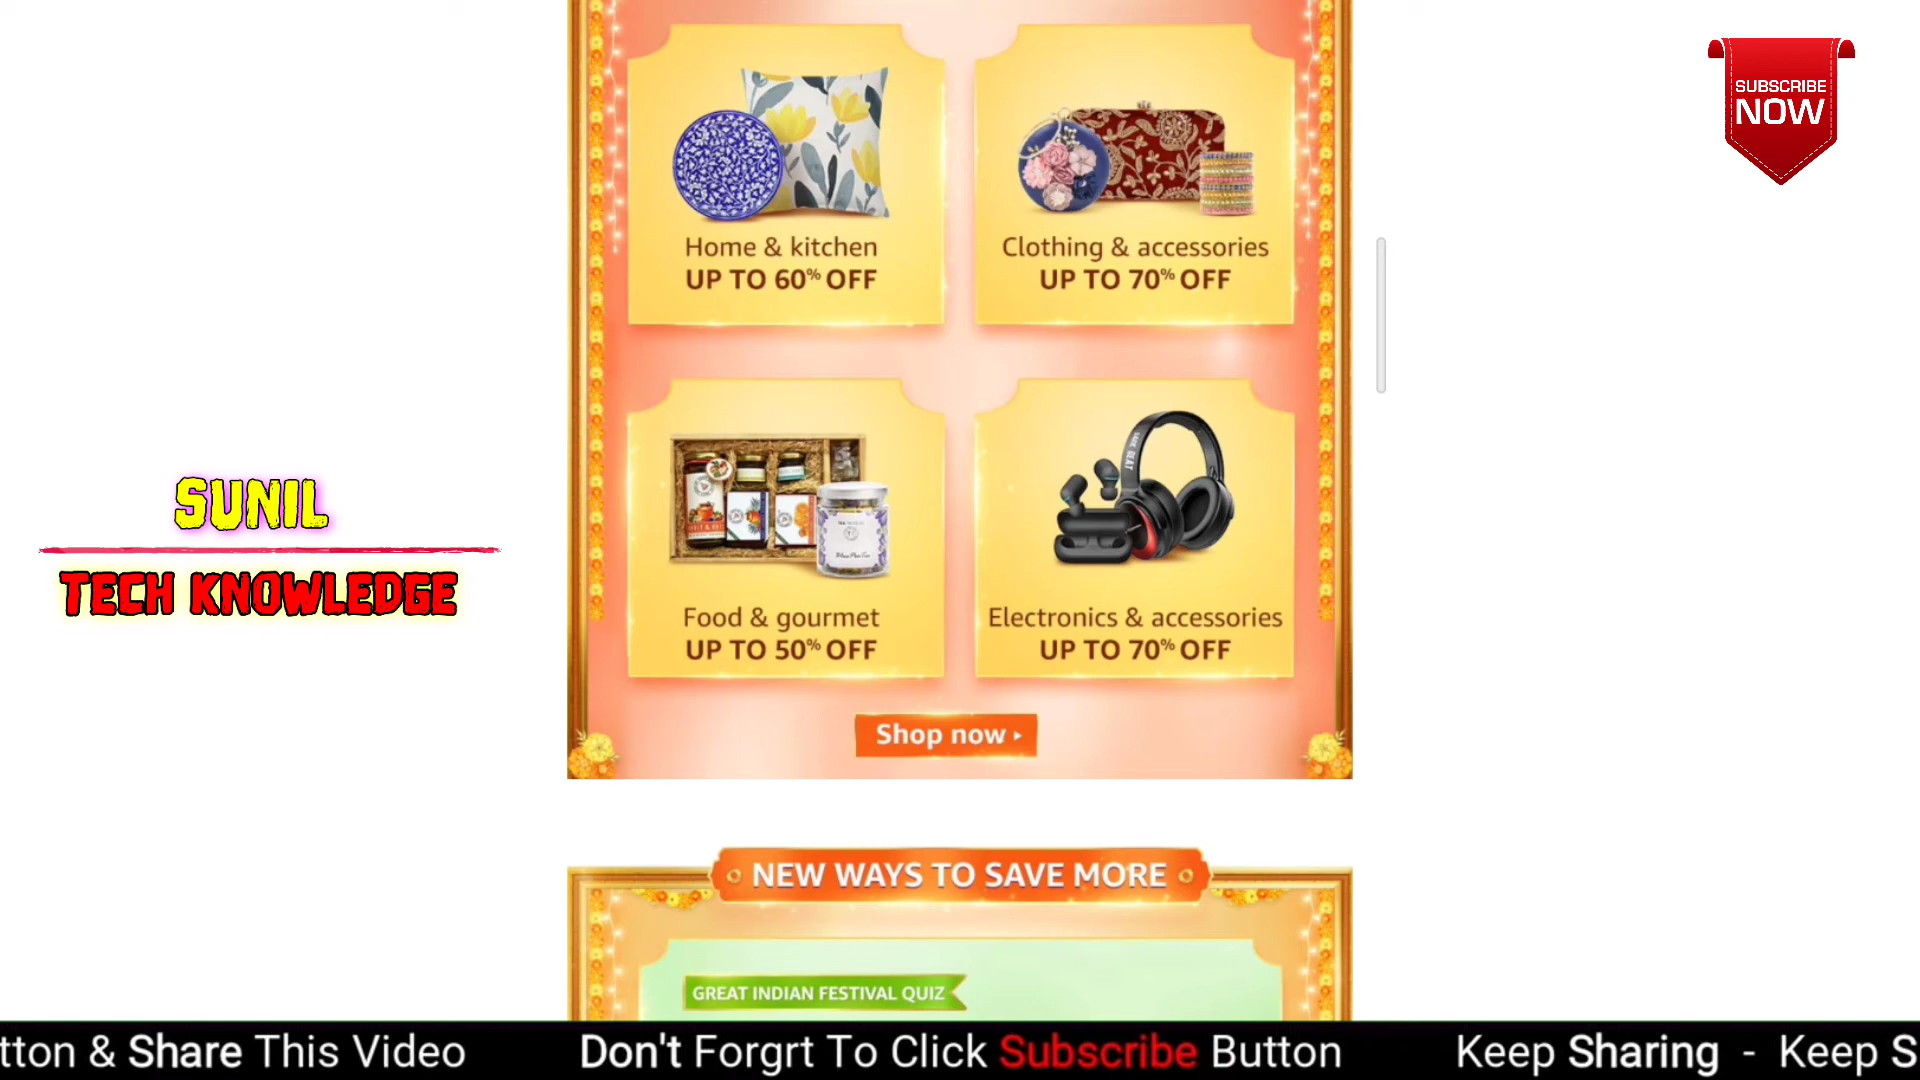 SUBSCRIBE
NOW
Home & kitchen
UP TO 60% OFF
Clothing & accessories
UP TO 70% OFF
SUNIL
TECH KNOWLEDGE
Food & gourmet
UP TO 50% OFF
Electronics & accessories
UP TO 70% OFF
Shop now
NEW WAYS TO SAVE MORE
GREAT INDIAN FESTIVAL QUIZ
tton & Share This Video Don't Forgrt To Click Subscribe Button Keep Sharing - Keep S